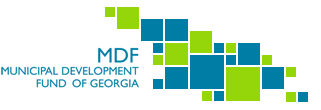 MDF
MUNICIPAL DEVELOPMENT
FUND OF GEORGIA